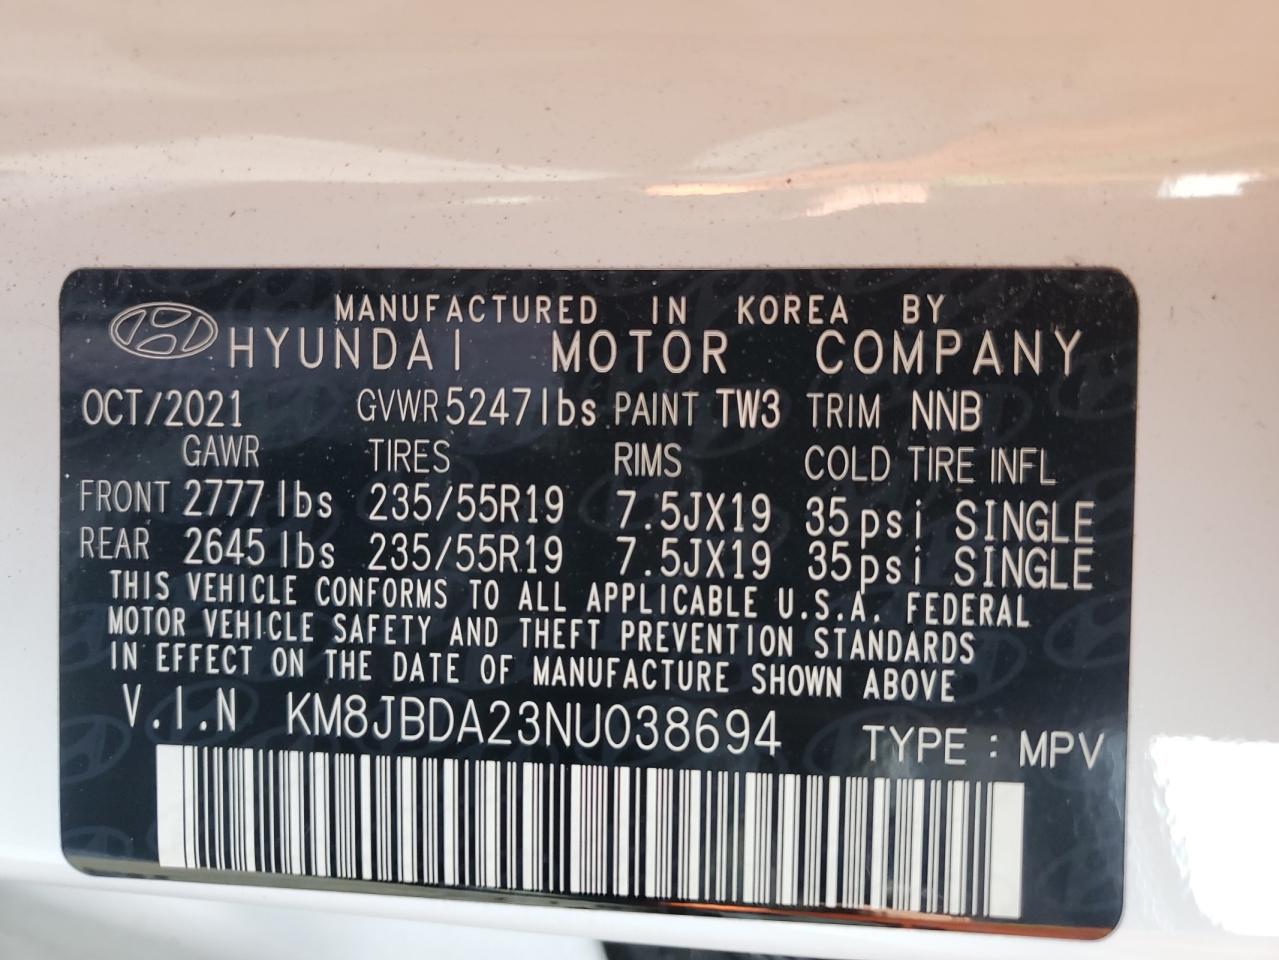 MANUFACTURED IN KOREA BY
HYUNDAI MOTOR COMPANY
OCT/2021 GVWR 5247lbs PAINT TW3 TRIM NNB
GAWR TIRES RIMS COLD TIRE INFL
FRONT 2777 lbs 235/55R19 7.5JX19 35psi SINGLE
REAR 2645 lbs 235/55R19 7.5JX19 35psi SINGLE
THIS VEHICLE CONFORMS TO ALL APPLICABLE U.S.A. FEDERAL
MOTOR VEHICLE SAFETY AND THEFT PREVENTION STANDARDS
IN EFFECT ON THE DATE OF MANUFACTURE SHOWN ABOVE
V.I.N KM8JBDA23NU038694 TYPE : MPV